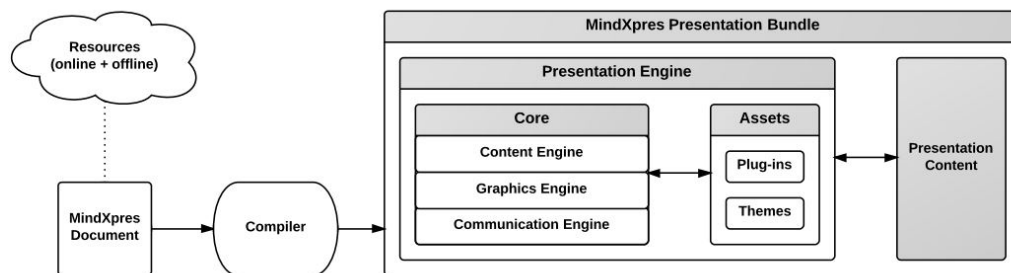 MindXpres Presentation Bundle
Resources
(online + offline)
Presentation Engine
Core
Assets
Content Engine
Plug-ins
Presentation
Content
Graphics Engine
Themes
MindXpres
Document
Compiler
Communication Engine